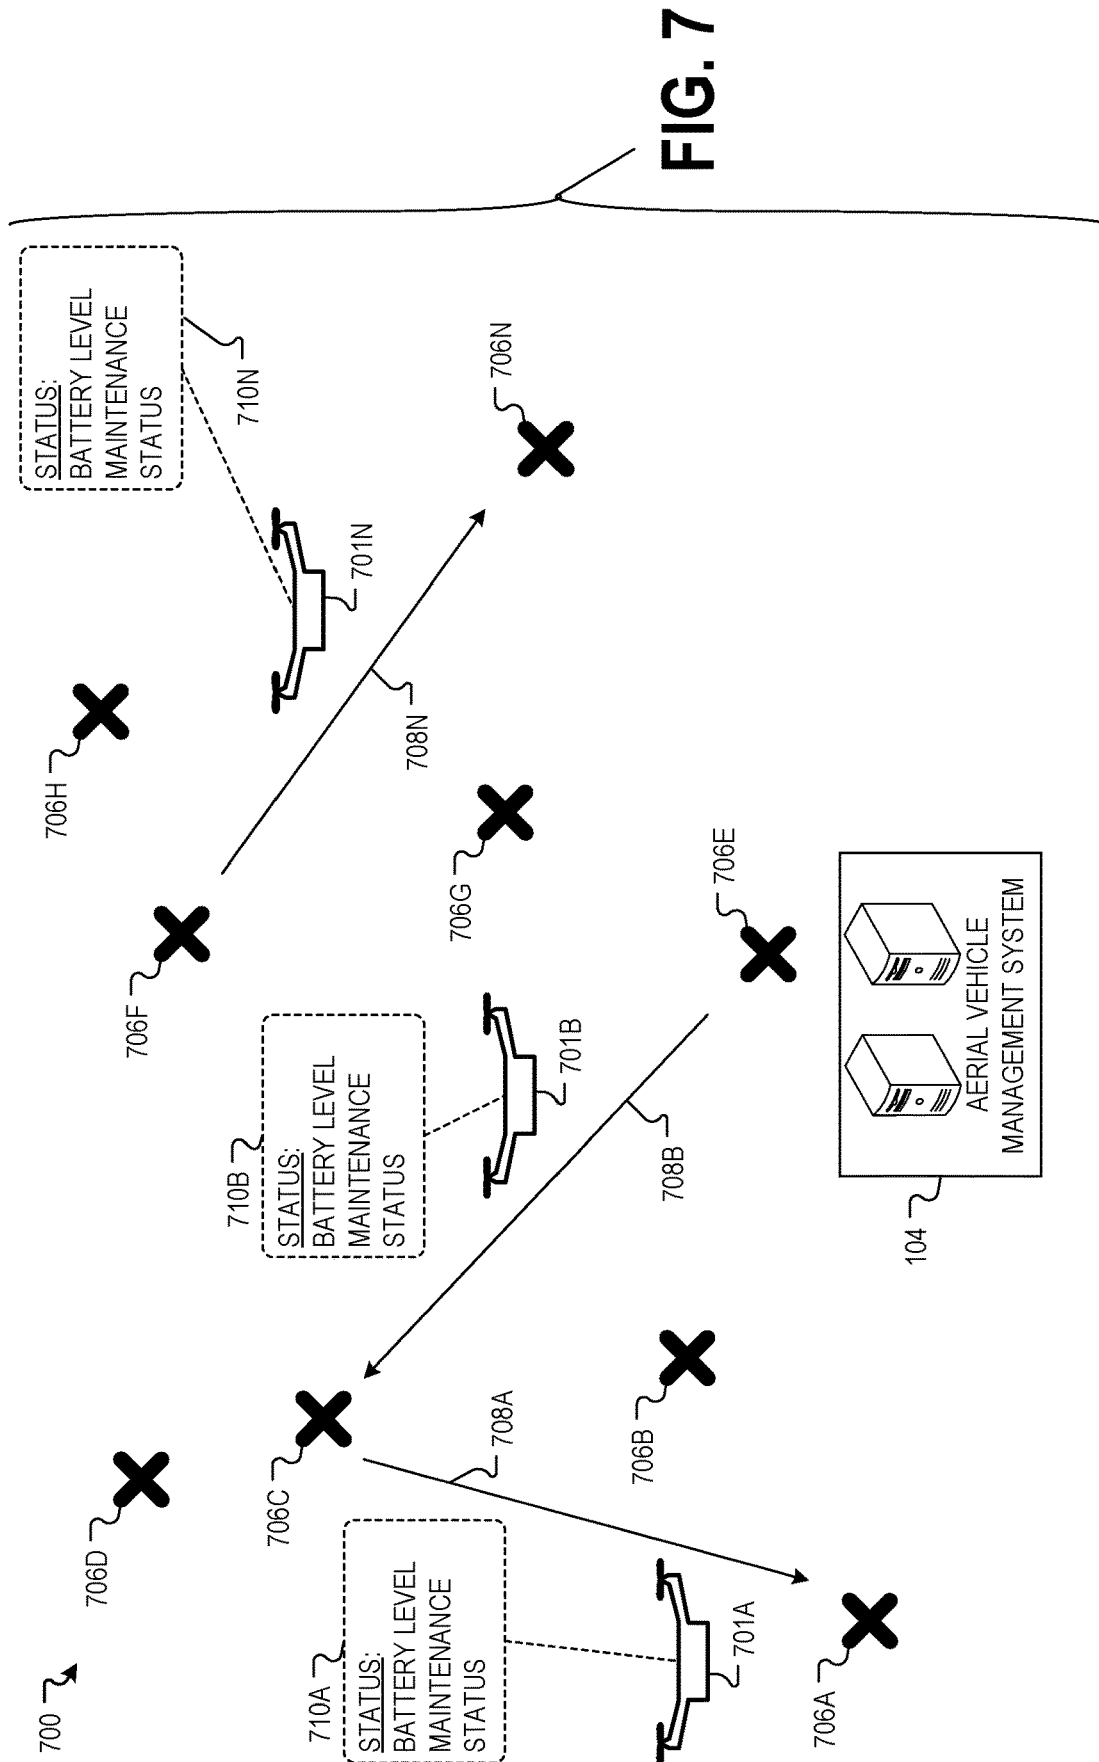 700
706D
706C
708A
710A
STATUS:
BATTERY LEVEL
MAINTENANCE
STATUS
701A
706A
706B
710B
STATUS:
BATTERY LEVEL
MAINTENANCE
STATUS
701B
708B
706F
706H
706G
706E
104
AERIAL VEHICLE
MANAGEMENT SYSTEM
708N
STATUS:
BATTERY LEVEL
MAINTENANCE
STATUS
710N
701N
706N
FIG. 7